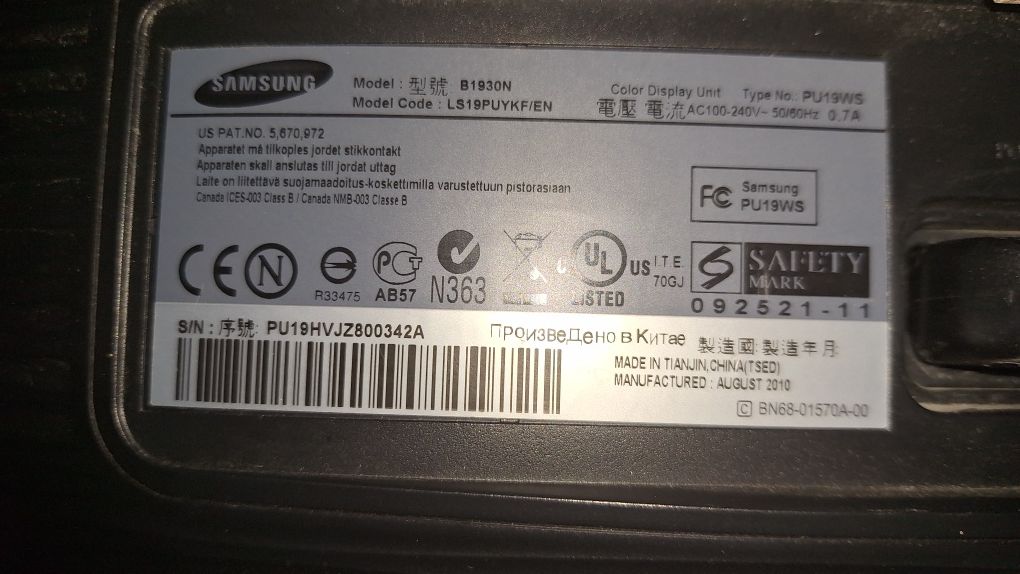 SAMSUNG
Model : 型號 B1930N
Model Code : LS19PUYKF/EN
Color Display Unit Type No.: PU19WS
電壓 電流 AC100-240V~ 50/60Hz 0.7A
US PAT.NO. 5,670,972
Apparatet må tilkoples jordet stikkontakt
Apparaten skall anslutas till jordat uttag
Laite on liitettävä suojamaadoitus-koskettimilla varustettuun pistorasiaan
Canada ICES-003 Class B / Canada NMB-003 Classe B
FC Samsung
PU19WS
CE N R33475 PCT AB57 N363 C UL US LISTED I.T.E. 70GJ
S SAFETY
MARK
092521-11
S/N : 序號: PU19HVJZ800342A
ПроизвеДено в Китае 製造國:製造年月:
MADE IN TIANJIN,CHINA(TSED)
MANUFACTURED : AUGUST 2010
C BN68-01570A-00